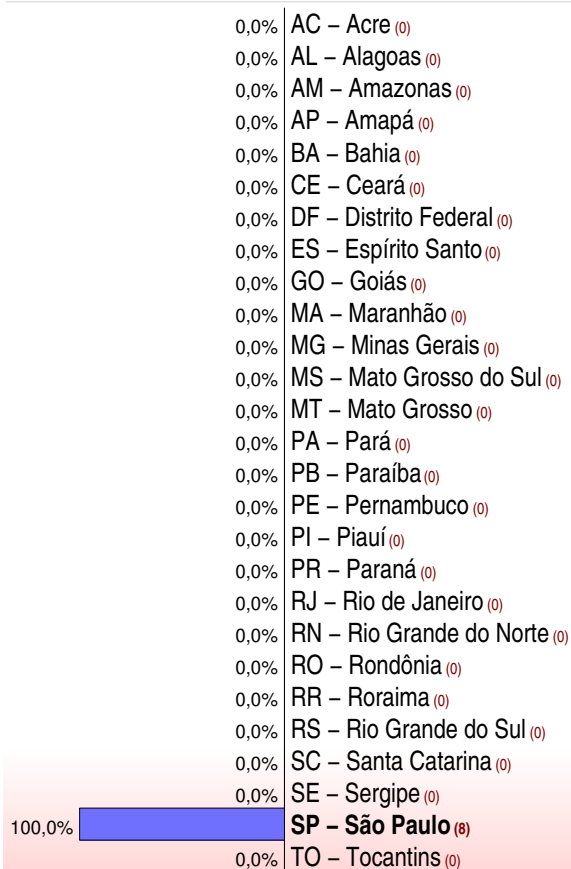 0,0% AC – Acre (0)
0,0% AL – Alagoas (0)
0,0% AM – Amazonas (0)
0,0% AP – Amapá (0)
0,0% BA – Bahia (0)
0,0% CE – Ceará (0)
0,0% DF – Distrito Federal (0)
0,0% ES – Espírito Santo (0)
0,0% GO – Goiás (0)
0,0% MA – Maranhão (0)
0,0% MG – Minas Gerais (0)
0,0% MS – Mato Grosso do Sul (0)
0,0% MT – Mato Grosso (0)
0,0% PA – Pará (0)
0,0% PB – Paraíba (0)
0,0% PE – Pernambuco (0)
0,0% PI – Piauí (0)
0,0% PR – Paraná (0)
0,0% RJ – Rio de Janeiro (0)
0,0% RN – Rio Grande do Norte (0)
0,0% RO – Rondônia (0)
0,0% RR – Roraima (0)
0,0% RS – Rio Grande do Sul (0)
0,0% SC – Santa Catarina (0)
0,0% SE – Sergipe (0)
100,0% SP – São Paulo (8)
0,0% TO – Tocantins (0)